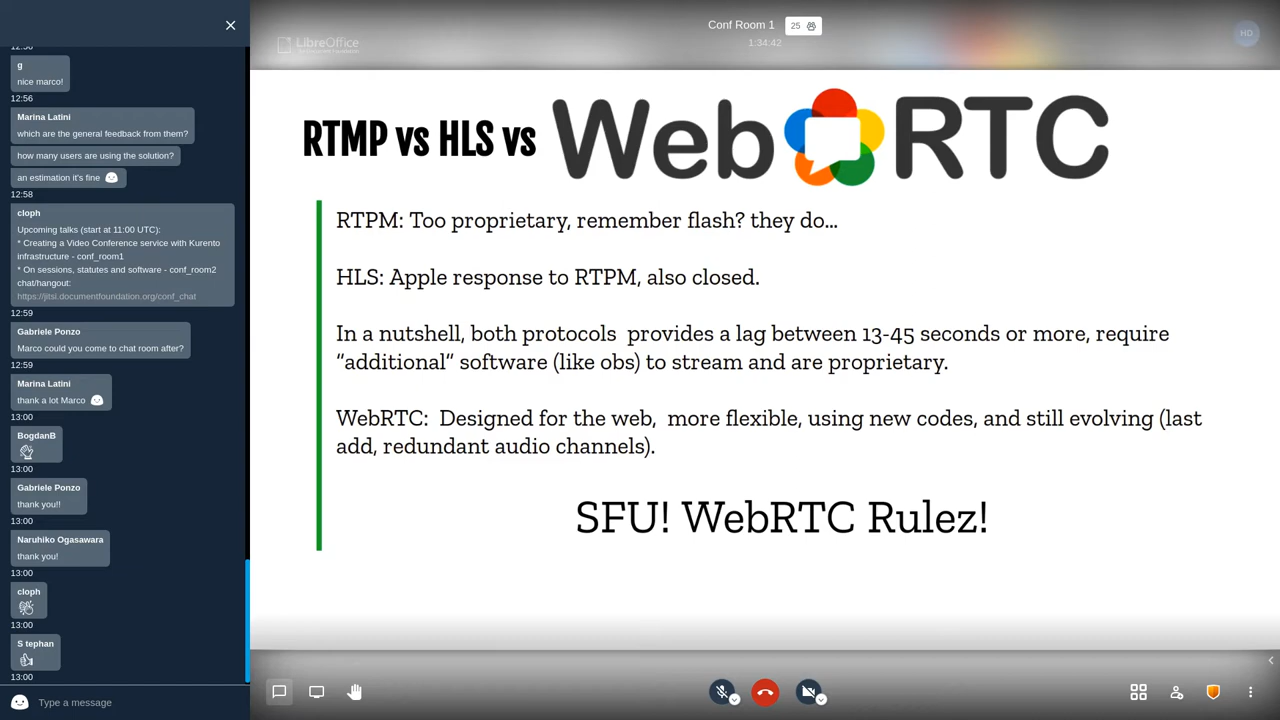 g
nice marco!
12:56
Marina Latini
which are the general feedback from them?
how many users are using the solution?
an estimation it's fine
12:58
cloph
Upcoming talks (start at 11:00 UTC):
* Creating a Video Conference service with Kurento
infrastructure - conf_room1
* On sessions, statutes and software - conf_room2
chat/hangout:
https://jitsi.documentfoundation.org/conf_chat
12:59
Gabriele Ponzo
Marco could you come to chat room after?
12:59
Marina Latini
thank a lot Marco
13:00
BogdanB
13:00
Gabriele Ponzo
thank you!!
13:00
Naruhiko Ogasawara
thank you!
13:00
cloph
13:00
S tephan
13:00
Type a message
Conf Room 1
25
1:34:42
LibreOffice
HD
RTMP vs HLS vs WebRTC
RTPM: Too proprietary, remember flash? they do...
HLS: Apple response to RTPM, also closed.
In a nutshell, both protocols provides a lag between 13-45 seconds or more, require
“additional” software (like obs) to stream and are proprietary.
WebRTC: Designed for the web, more flexible, using new codes, and still evolving (last
add, redundant audio channels).
SFU! WebRTC Rulez!